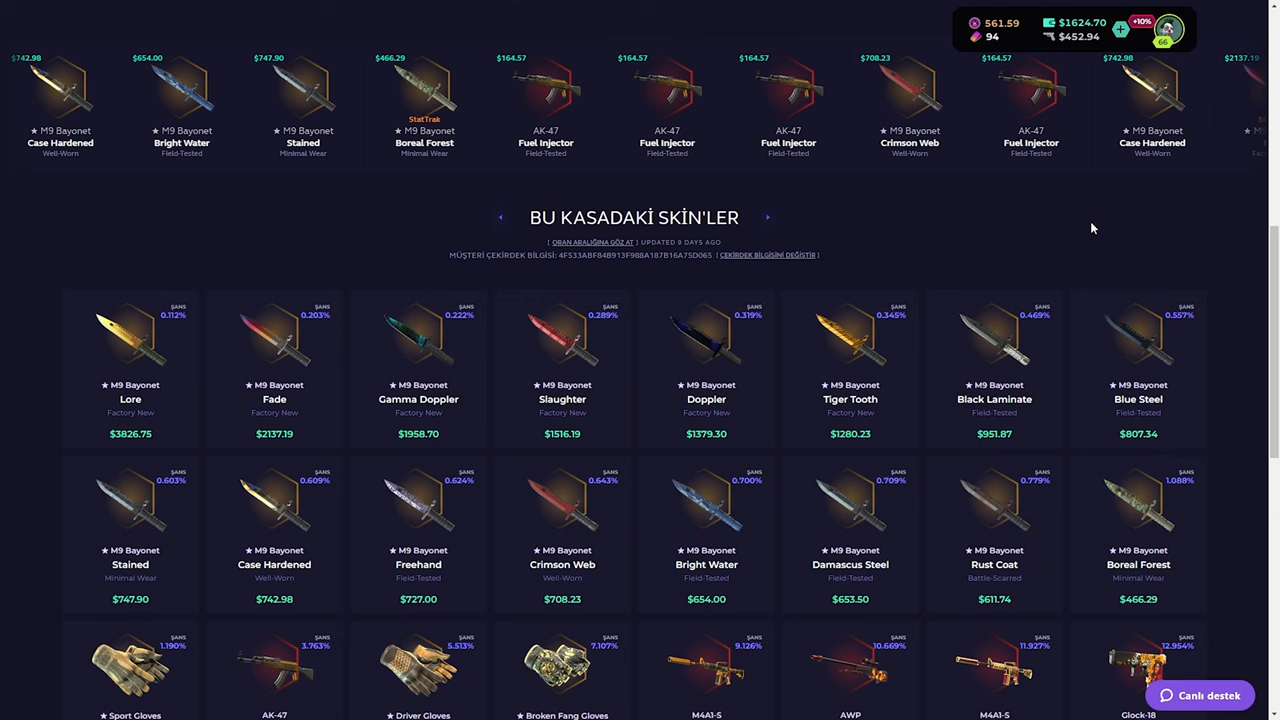 561.59
$1624.70
+10%
94
$452.94
66
$742.98
$654.00
$747.90
$466.29
$164.57
$164.57
$164.57
$708.23
$164.57
$742.98
$2137.19
StatTrak
★ M9 Bayonet
★ M9 Bayonet
★ M9 Bayonet
★ M9 Bayonet
AK-47
AK-47
AK-47
★ M9 Bayonet
AK-47
★ M9 Bayonet
Case Hardened
Bright Water
Stained
Boreal Forest
Fuel Injector
Fuel Injector
Fuel Injector
Crimson Web
Fuel Injector
Case Hardened
Well-Worn
Field-Tested
Minimal Wear
Minimal Wear
Field-Tested
Field-Tested
Field-Tested
Well-Worn
Field-Tested
Well-Worn
BU KASADAKİ SKİN'LER
[ ORAN ARALIĞINA GÖZ AT ] UPDATED 9 DAYS AGO
MÜŞTERİ ÇEKİRDEK BİLGİSİ: 4F533ABF84B913F988A187B16A75D065 [ ÇEKİRDEK BİLGİSİNİ DEĞİŞTİR ]
ŞANS
0.112%
★ M9 Bayonet
Lore
Factory New
$3826.75
ŞANS
0.203%
★ M9 Bayonet
Fade
Factory New
$2137.19
ŞANS
0.222%
★ M9 Bayonet
Gamma Doppler
Factory New
$1958.70
ŞANS
0.289%
★ M9 Bayonet
Slaughter
Factory New
$1516.19
ŞANS
0.319%
★ M9 Bayonet
Doppler
Factory New
$1379.30
ŞANS
0.345%
★ M9 Bayonet
Tiger Tooth
Factory New
$1280.23
ŞANS
0.469%
★ M9 Bayonet
Black Laminate
Field-Tested
$951.87
ŞANS
0.557%
★ M9 Bayonet
Blue Steel
Field-Tested
$807.34
ŞANS
0.603%
★ M9 Bayonet
Stained
Minimal Wear
$747.90
ŞANS
0.609%
★ M9 Bayonet
Case Hardened
Well-Worn
$742.98
ŞANS
0.624%
★ M9 Bayonet
Freehand
Field-Tested
$727.00
ŞANS
0.643%
★ M9 Bayonet
Crimson Web
Well-Worn
$708.23
ŞANS
0.700%
★ M9 Bayonet
Bright Water
Field-Tested
$654.00
ŞANS
0.709%
★ M9 Bayonet
Damascus Steel
Field-Tested
$653.50
ŞANS
0.779%
★ M9 Bayonet
Rust Coat
Battle-Scarred
$611.74
ŞANS
1.088%
★ M9 Bayonet
Boreal Forest
Minimal Wear
$466.29
ŞANS
1.190%
★ Sport Gloves
ŞANS
3.763%
AK-47
ŞANS
5.513%
★ Driver Gloves
ŞANS
7.107%
★ Broken Fang Gloves
ŞANS
9.126%
M4A1-S
ŞANS
10.669%
AWP
ŞANS
11.927%
M4A1-S
ŞANS
12.954%
Glock-18
Canlı destek